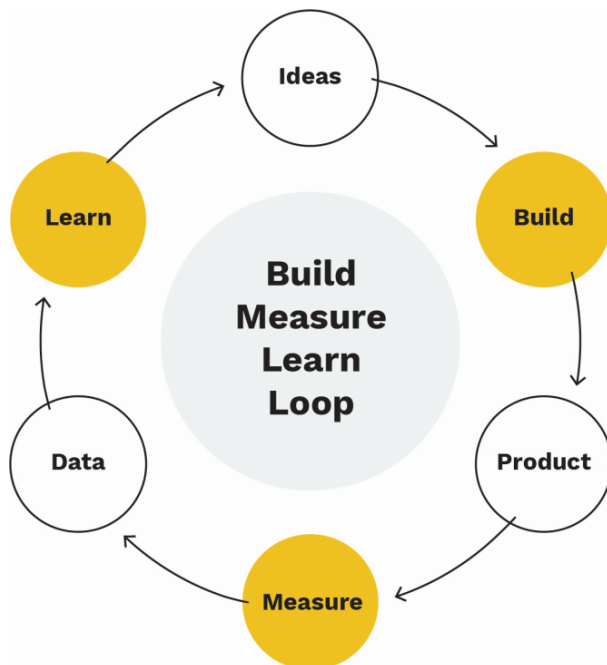 Ideas
Learn
Build
Build
Measure
Learn
Loop
Data
Product
Measure